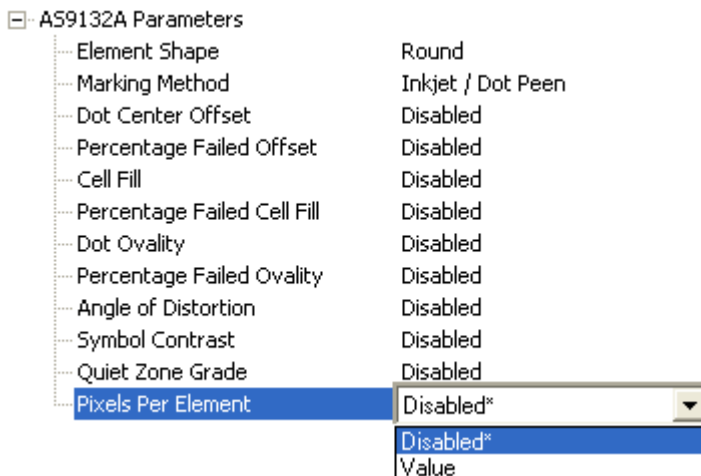 AS9132A Parameters
Element Shape Round
Marking Method Inkjet / Dot Peen
Dot Center Offset Disabled
Percentage Failed Offset Disabled
Cell Fill Disabled
Percentage Failed Cell Fill Disabled
Dot Ovality Disabled
Percentage Failed Ovality Disabled
Angle of Distortion Disabled
Symbol Contrast Disabled
Quiet Zone Grade Disabled
Pixels Per Element Disabled*
Disabled*
Value